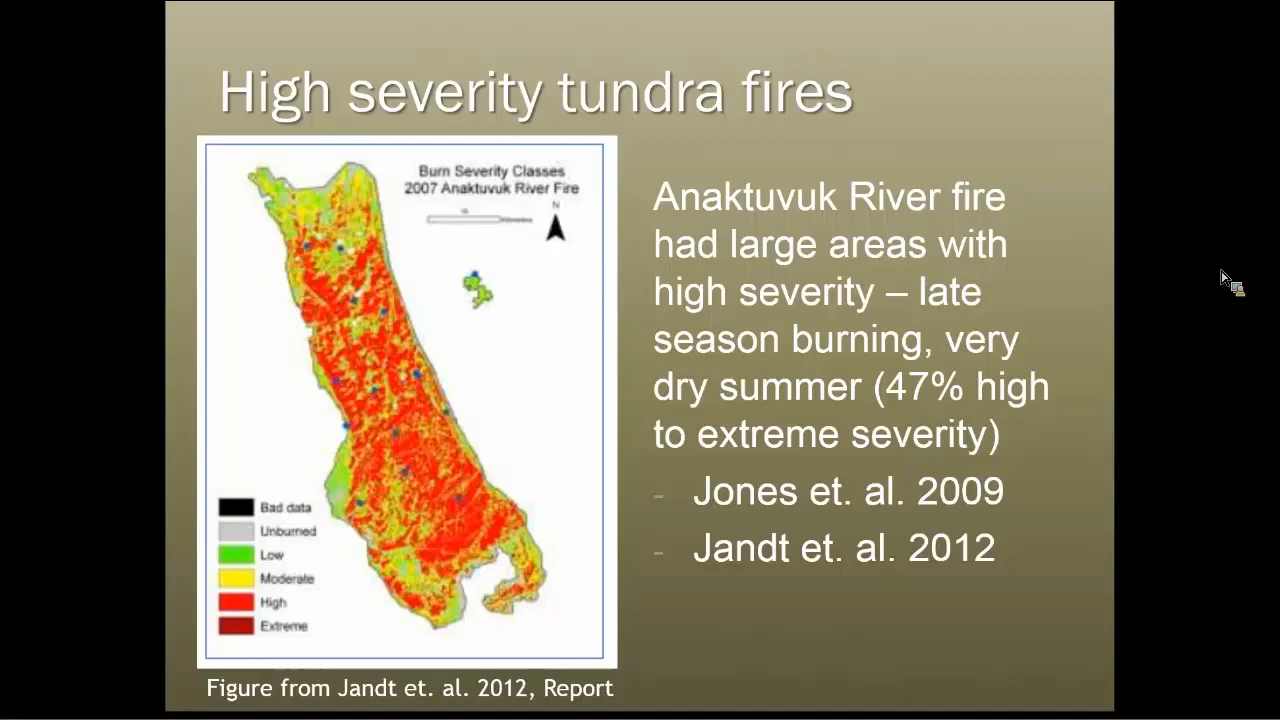 High severity tundra fires
Burn Severity Classes
2007 Anaktuvuk River Fire
N
Bad data
Unburned
Low
Moderate
High
Extreme
Figure from Jandt et. al. 2012, Report
Anaktuvuk River fire
had large areas with
high severity – late
season burning, very
dry summer (47% high
to extreme severity)
- Jones et. al. 2009
- Jandt et. al. 2012